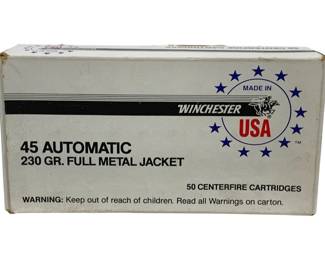 MADE IN
WINCHESTER
USA
™
45 AUTOMATIC
230 GR. FULL METAL JACKET
50 CENTERFIRE CARTRIDGES
WARNING: Keep out of reach of children. Read all Warnings on carton.